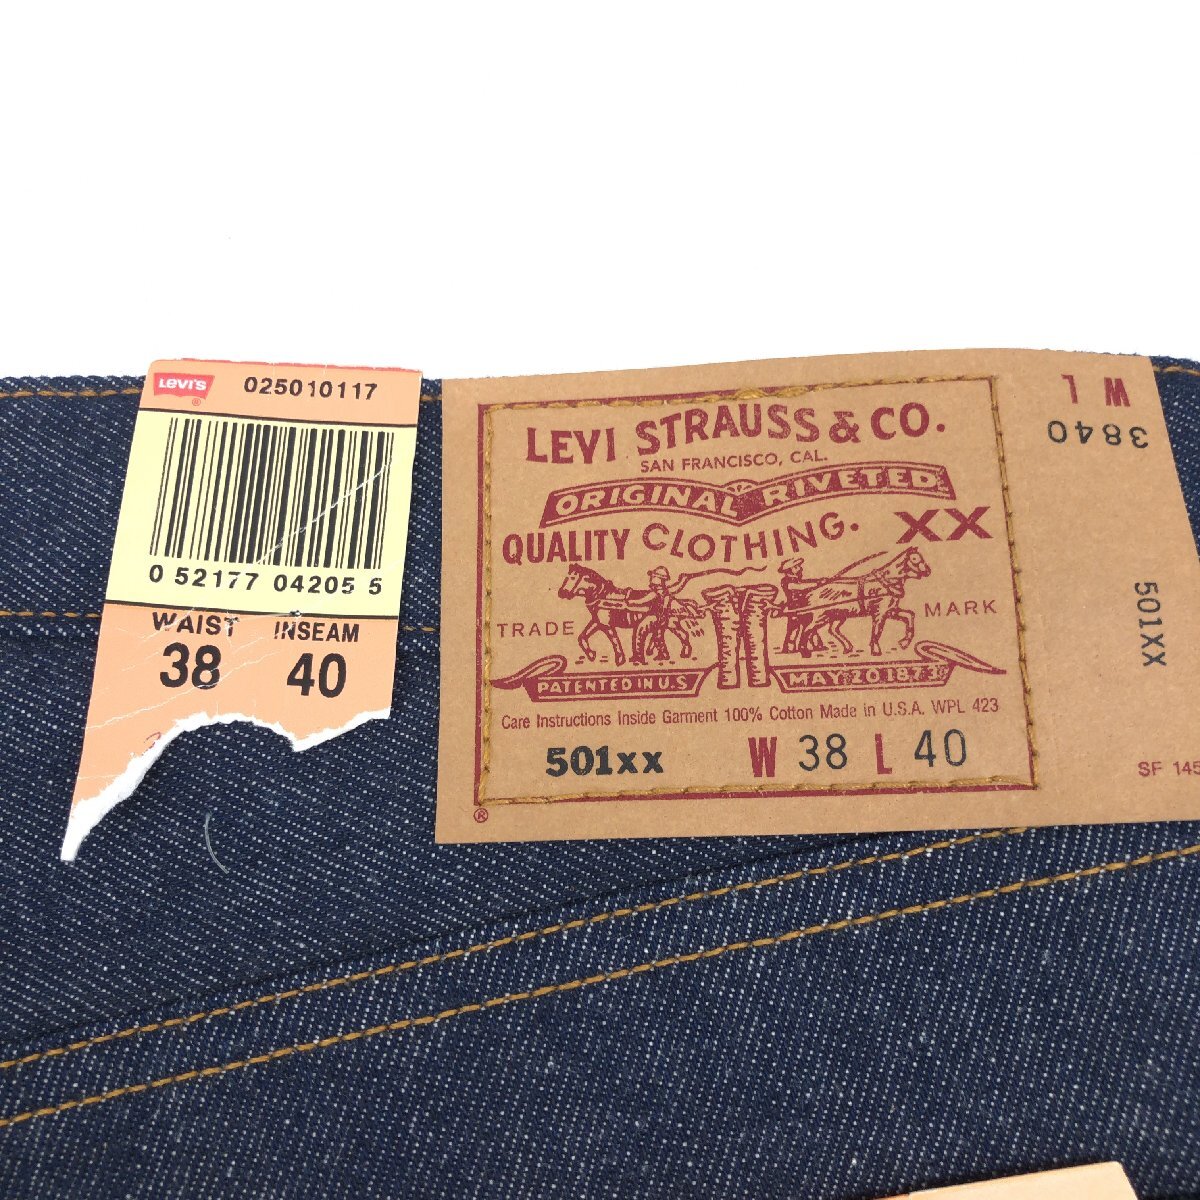 LEVI'S
®
025010117
0 52177 04205 5
WAIST INSEAM
38 40
LEVI STRAUSS & CO.
SAN FRANCISCO, CAL.
ORIGINAL RIVETED
QUALITY CLOTHING. XX
TRADE MARK
PATENTED IN U.S MAY 20 1873
Care Instructions Inside Garment 100% Cotton Made in U.S.A. WPL 423
501xx W 38 L 40
®
W L
3840
501XX
SF 145